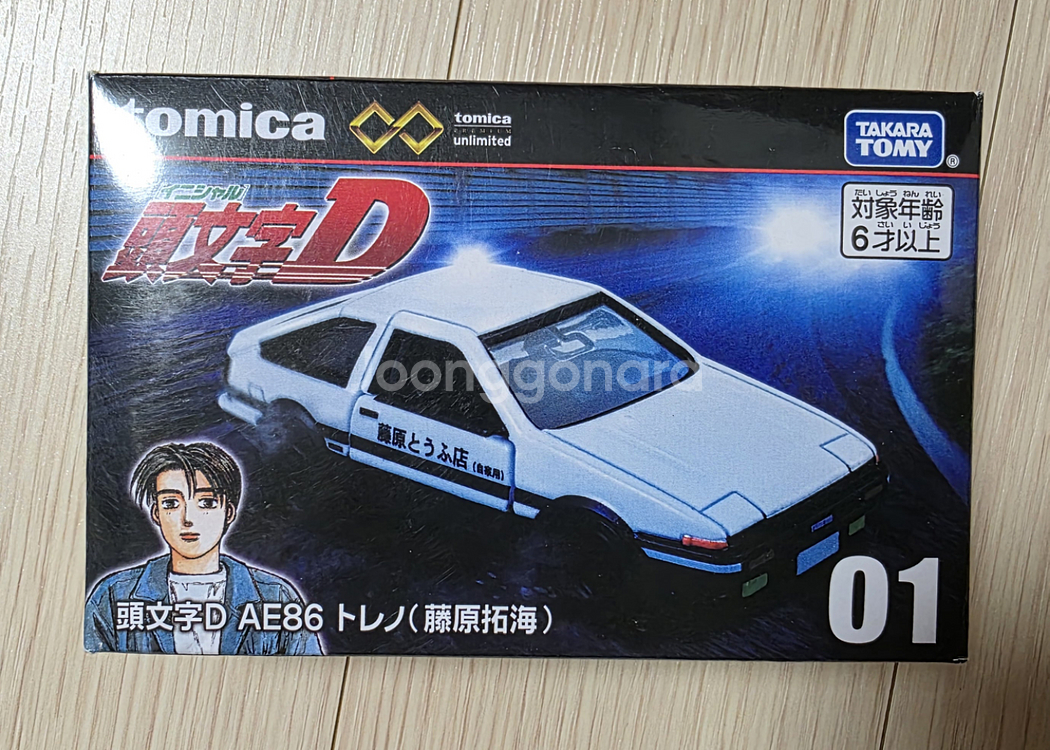 tomica
tomica
PREMIUM
unlimited
TAKARA
TOMY
®
イニシャル
頭文字D
たいしょうねんれい
対象年齢
さいいじょう
6才以上
joonggonara
藤原とうふ店(自家用)
頭文字D AE86 トレノ(藤原拓海)
01